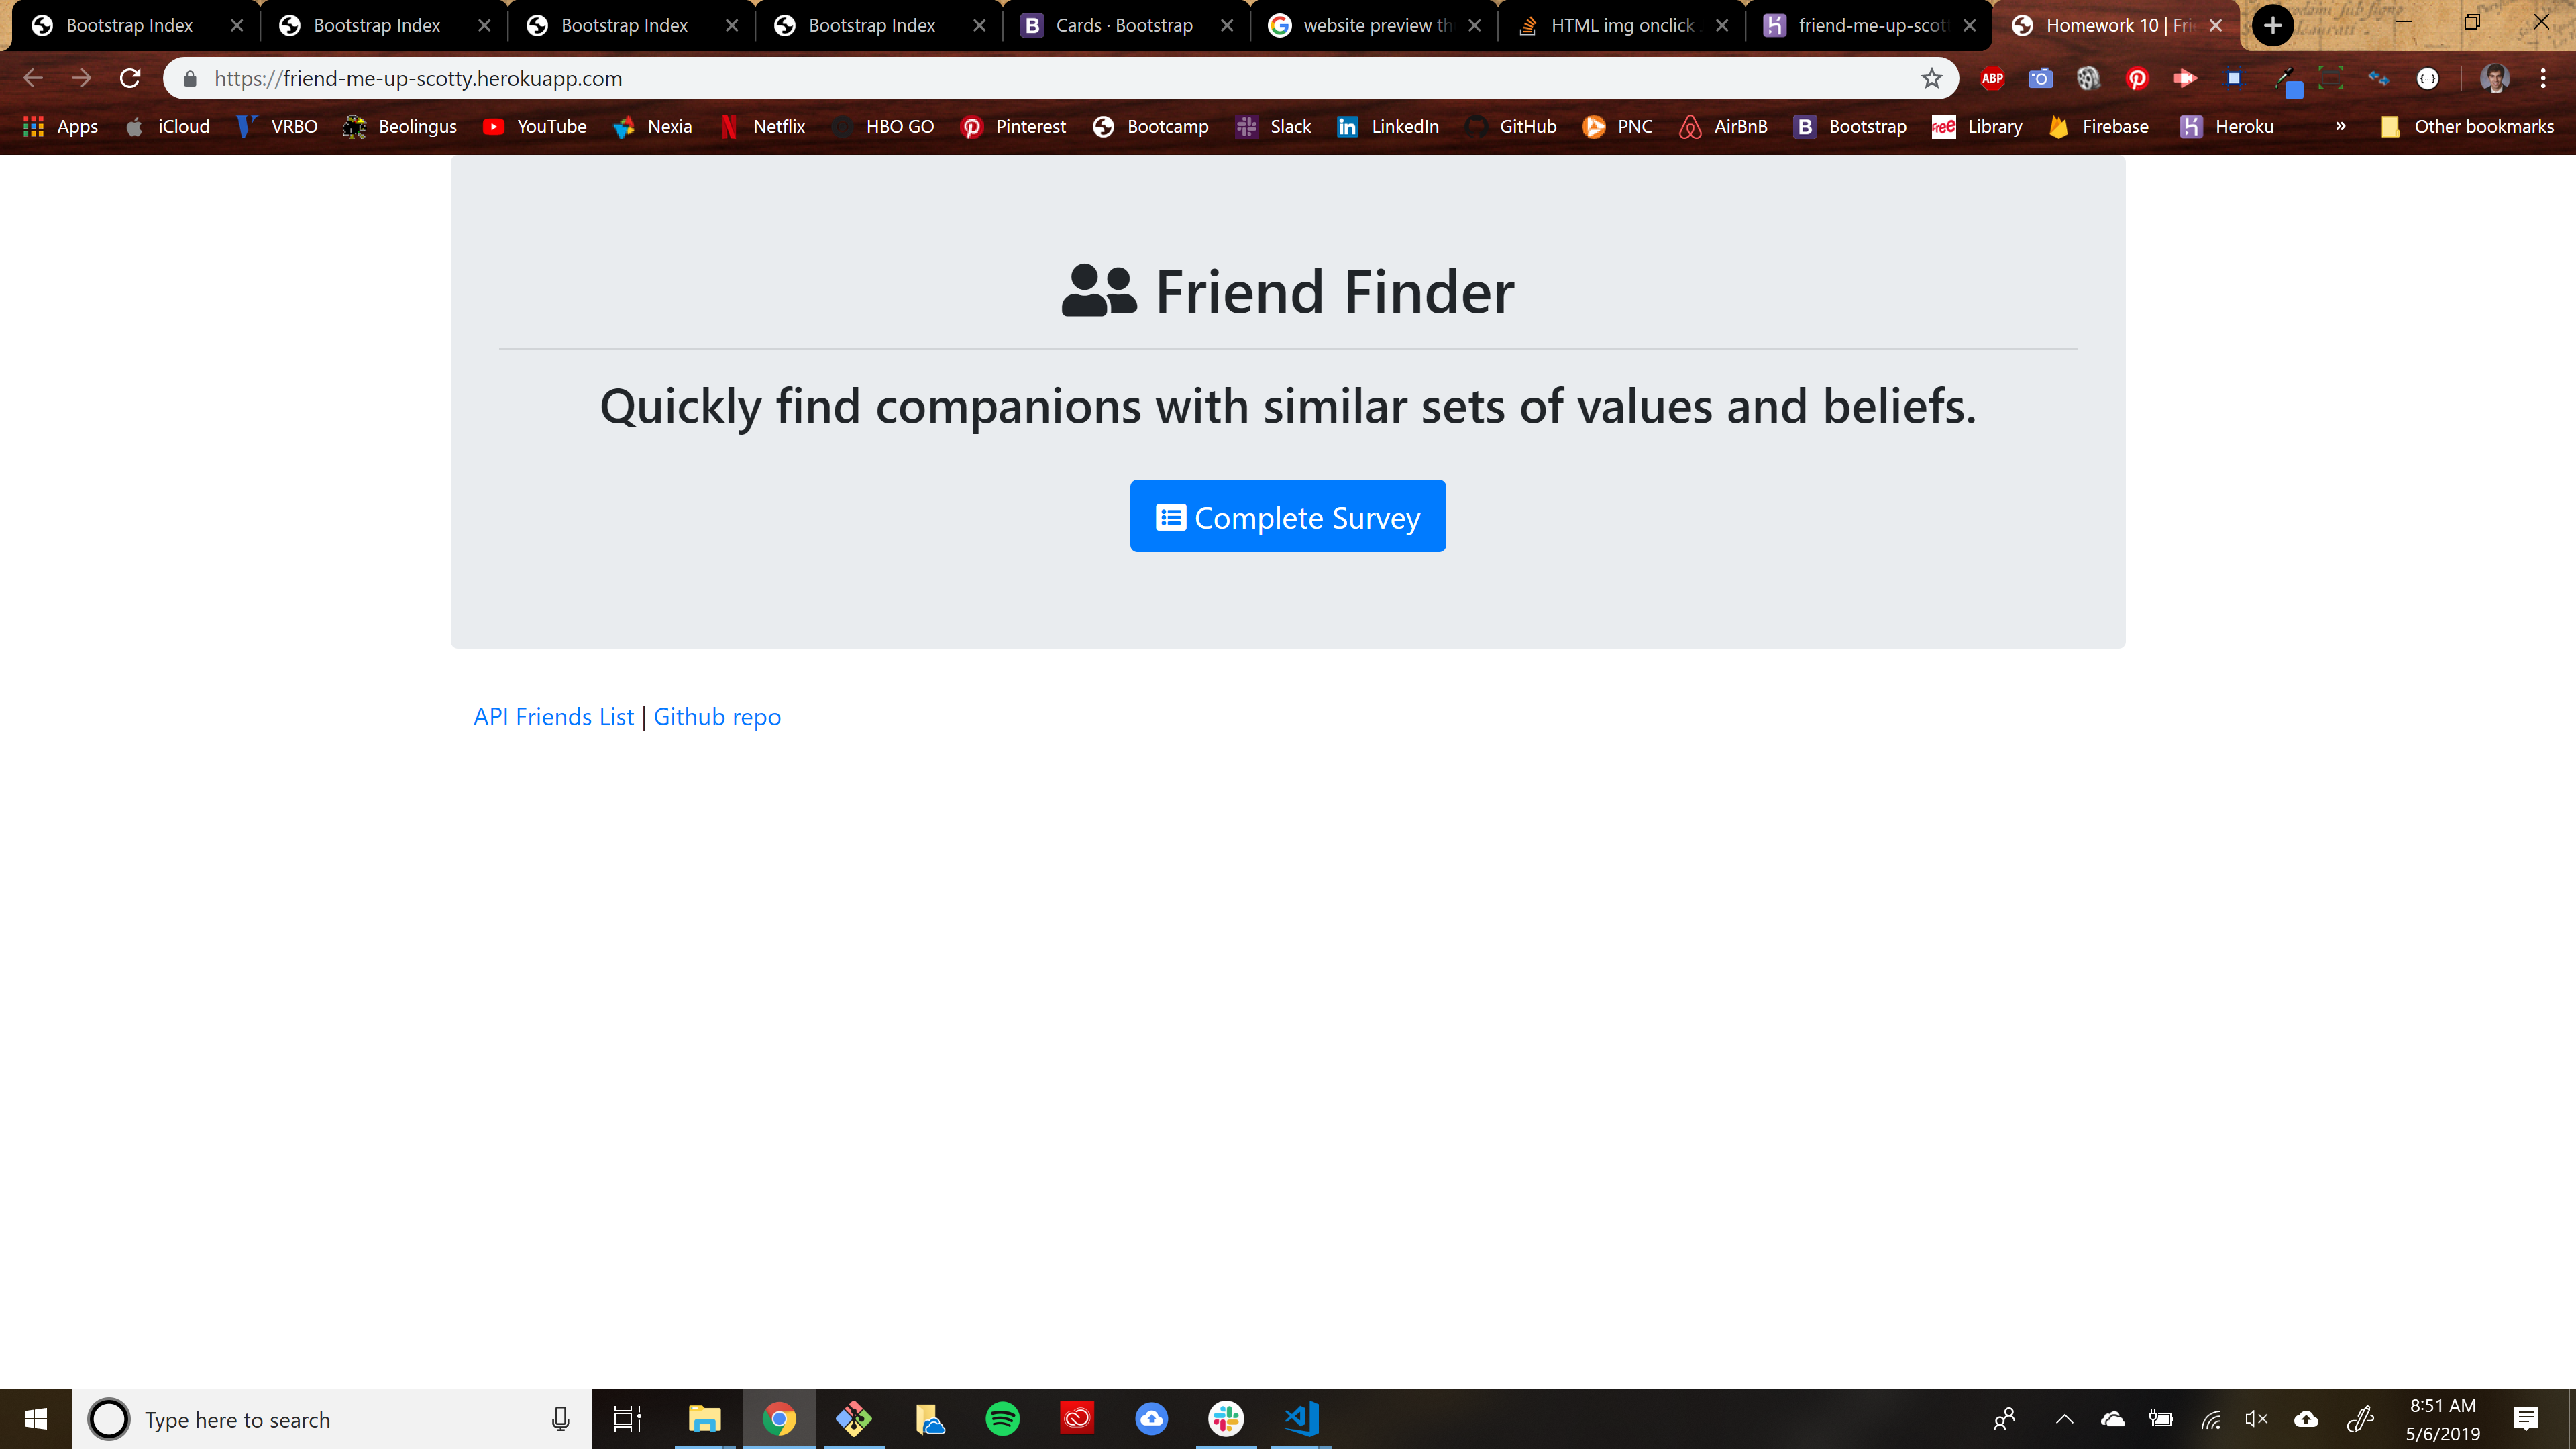 Bootstrap Index
Bootstrap Index
Bootstrap Index
Bootstrap Index
B Cards · Bootstrap
website preview th
HTML img onclick
friend-me-up-scott
Homework 10 | Fri
https://friend-me-up-scotty.herokuapp.com
ABP
Apps
iCloud
VRBO
Beolingus
YouTube
Nexia
Netflix
HBO GO
Pinterest
Bootcamp
Slack
LinkedIn
GitHub
PNC
AirBnB
B Bootstrap
FREE Library
Firebase
Heroku
»
Other bookmarks
Friend Finder
Quickly find companions with similar sets of values and beliefs.
Complete Survey
API Friends List | Github repo
Type here to search
8:51 AM
5/6/2019